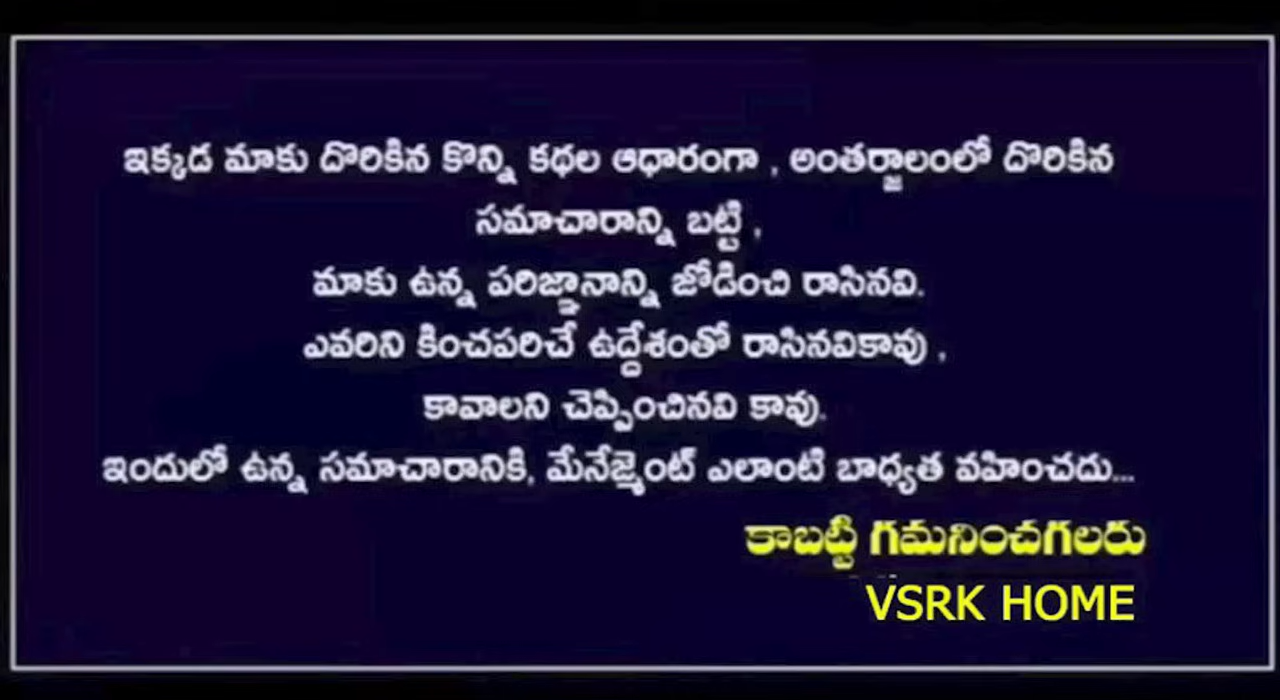 ఇక్కడ మాకు దొరికిన కొన్ని కథల ఆధారంగా , అంతర్జాలంలో దొరికిన
సమాచారాన్ని బట్టి ,
మాకు ఉన్న పరిజ్ఞానాన్ని జోడించి రాసినవి.
ఎవరిని కించపరిచే ఉద్దేశంతో రాసినవికావు ,
కావాలని చెప్పించినవి కావు.
ఇందులో ఉన్న సమాచారానికి, మేనేజ్మెంట్ ఎలాంటి బాధ్యత వహించదు...
కాబట్టి గమనించగలరు
VSRK HOME